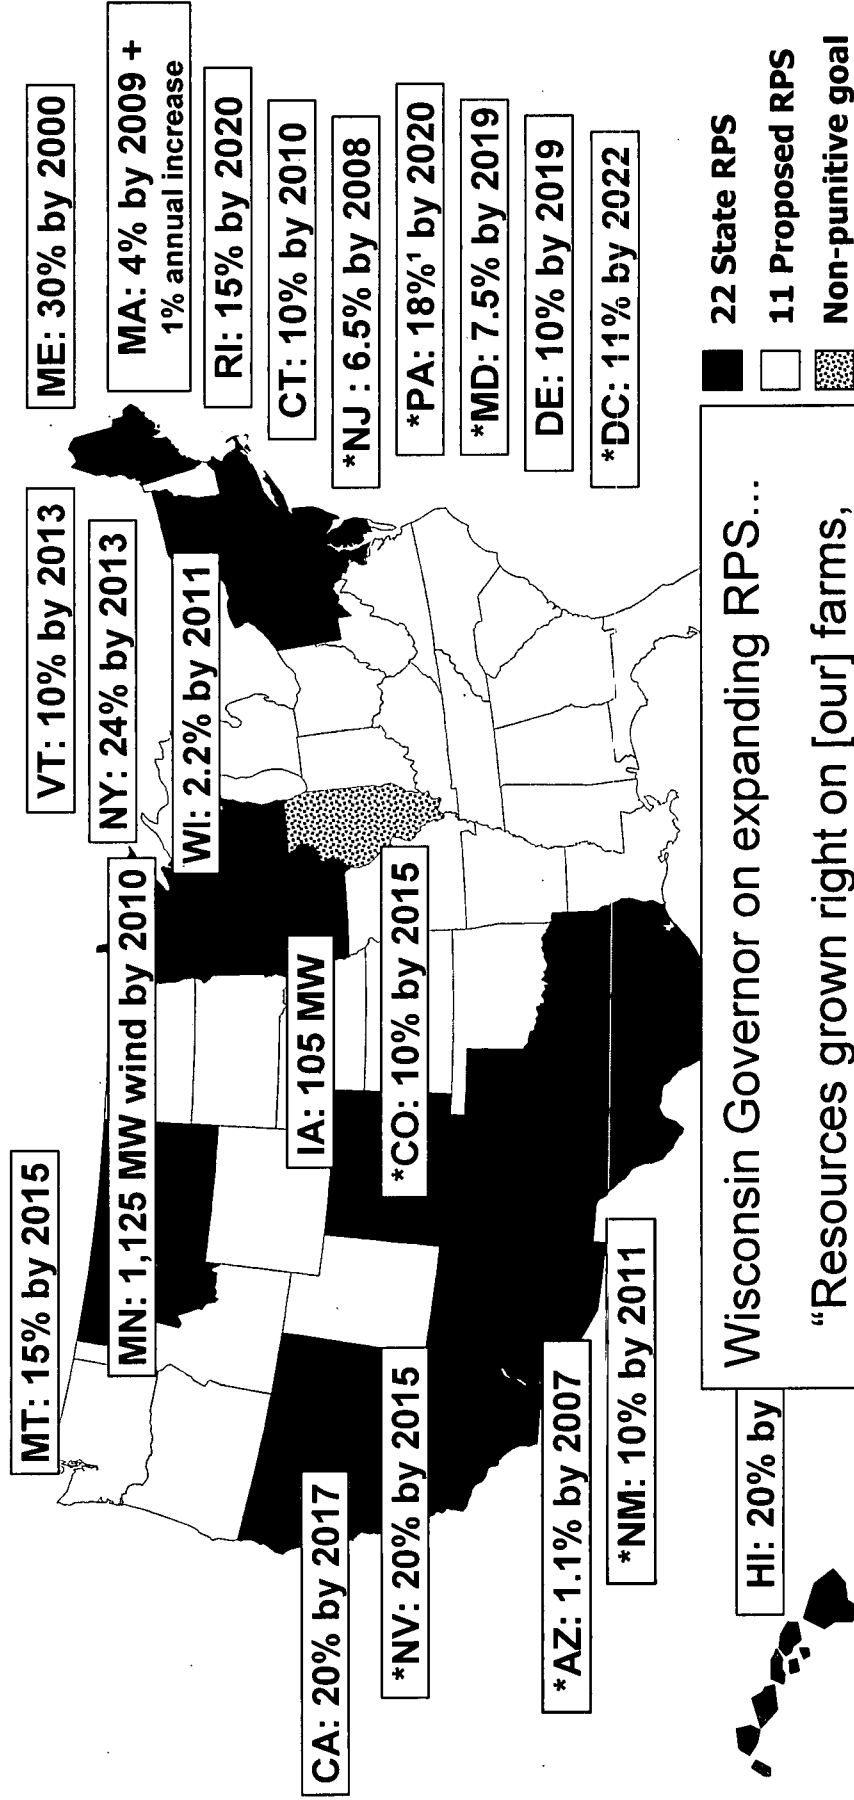 MT: 15% by 2015
MN: 1,125 MW wind by 2010
VT: 10% by 2013
NY: 24% by 2013
WI: 2.2% by 2011
ME: 30% by 2000
MA: 4% by 2009 +
1% annual increase
RI: 15% by 2020
CT: 10% by 2010
*NJ : 6.5% by 2008
*PA: 18%¹ by 2020
*MD: 7.5% by 2019
DE: 10% by 2019
*DC: 11% by 2022
CA: 20% by 2017
IA: 105 MW
*NV: 20% by 2015
*CO: 10% by 2015
*AZ: 1.1% by 2007
*NM: 10% by 2011
HI: 20% by
22 State RPS
11 Proposed RPS
Non-punitive goal
Wisconsin Governor on expanding RPS...
“Resources grown right on [our] farms,